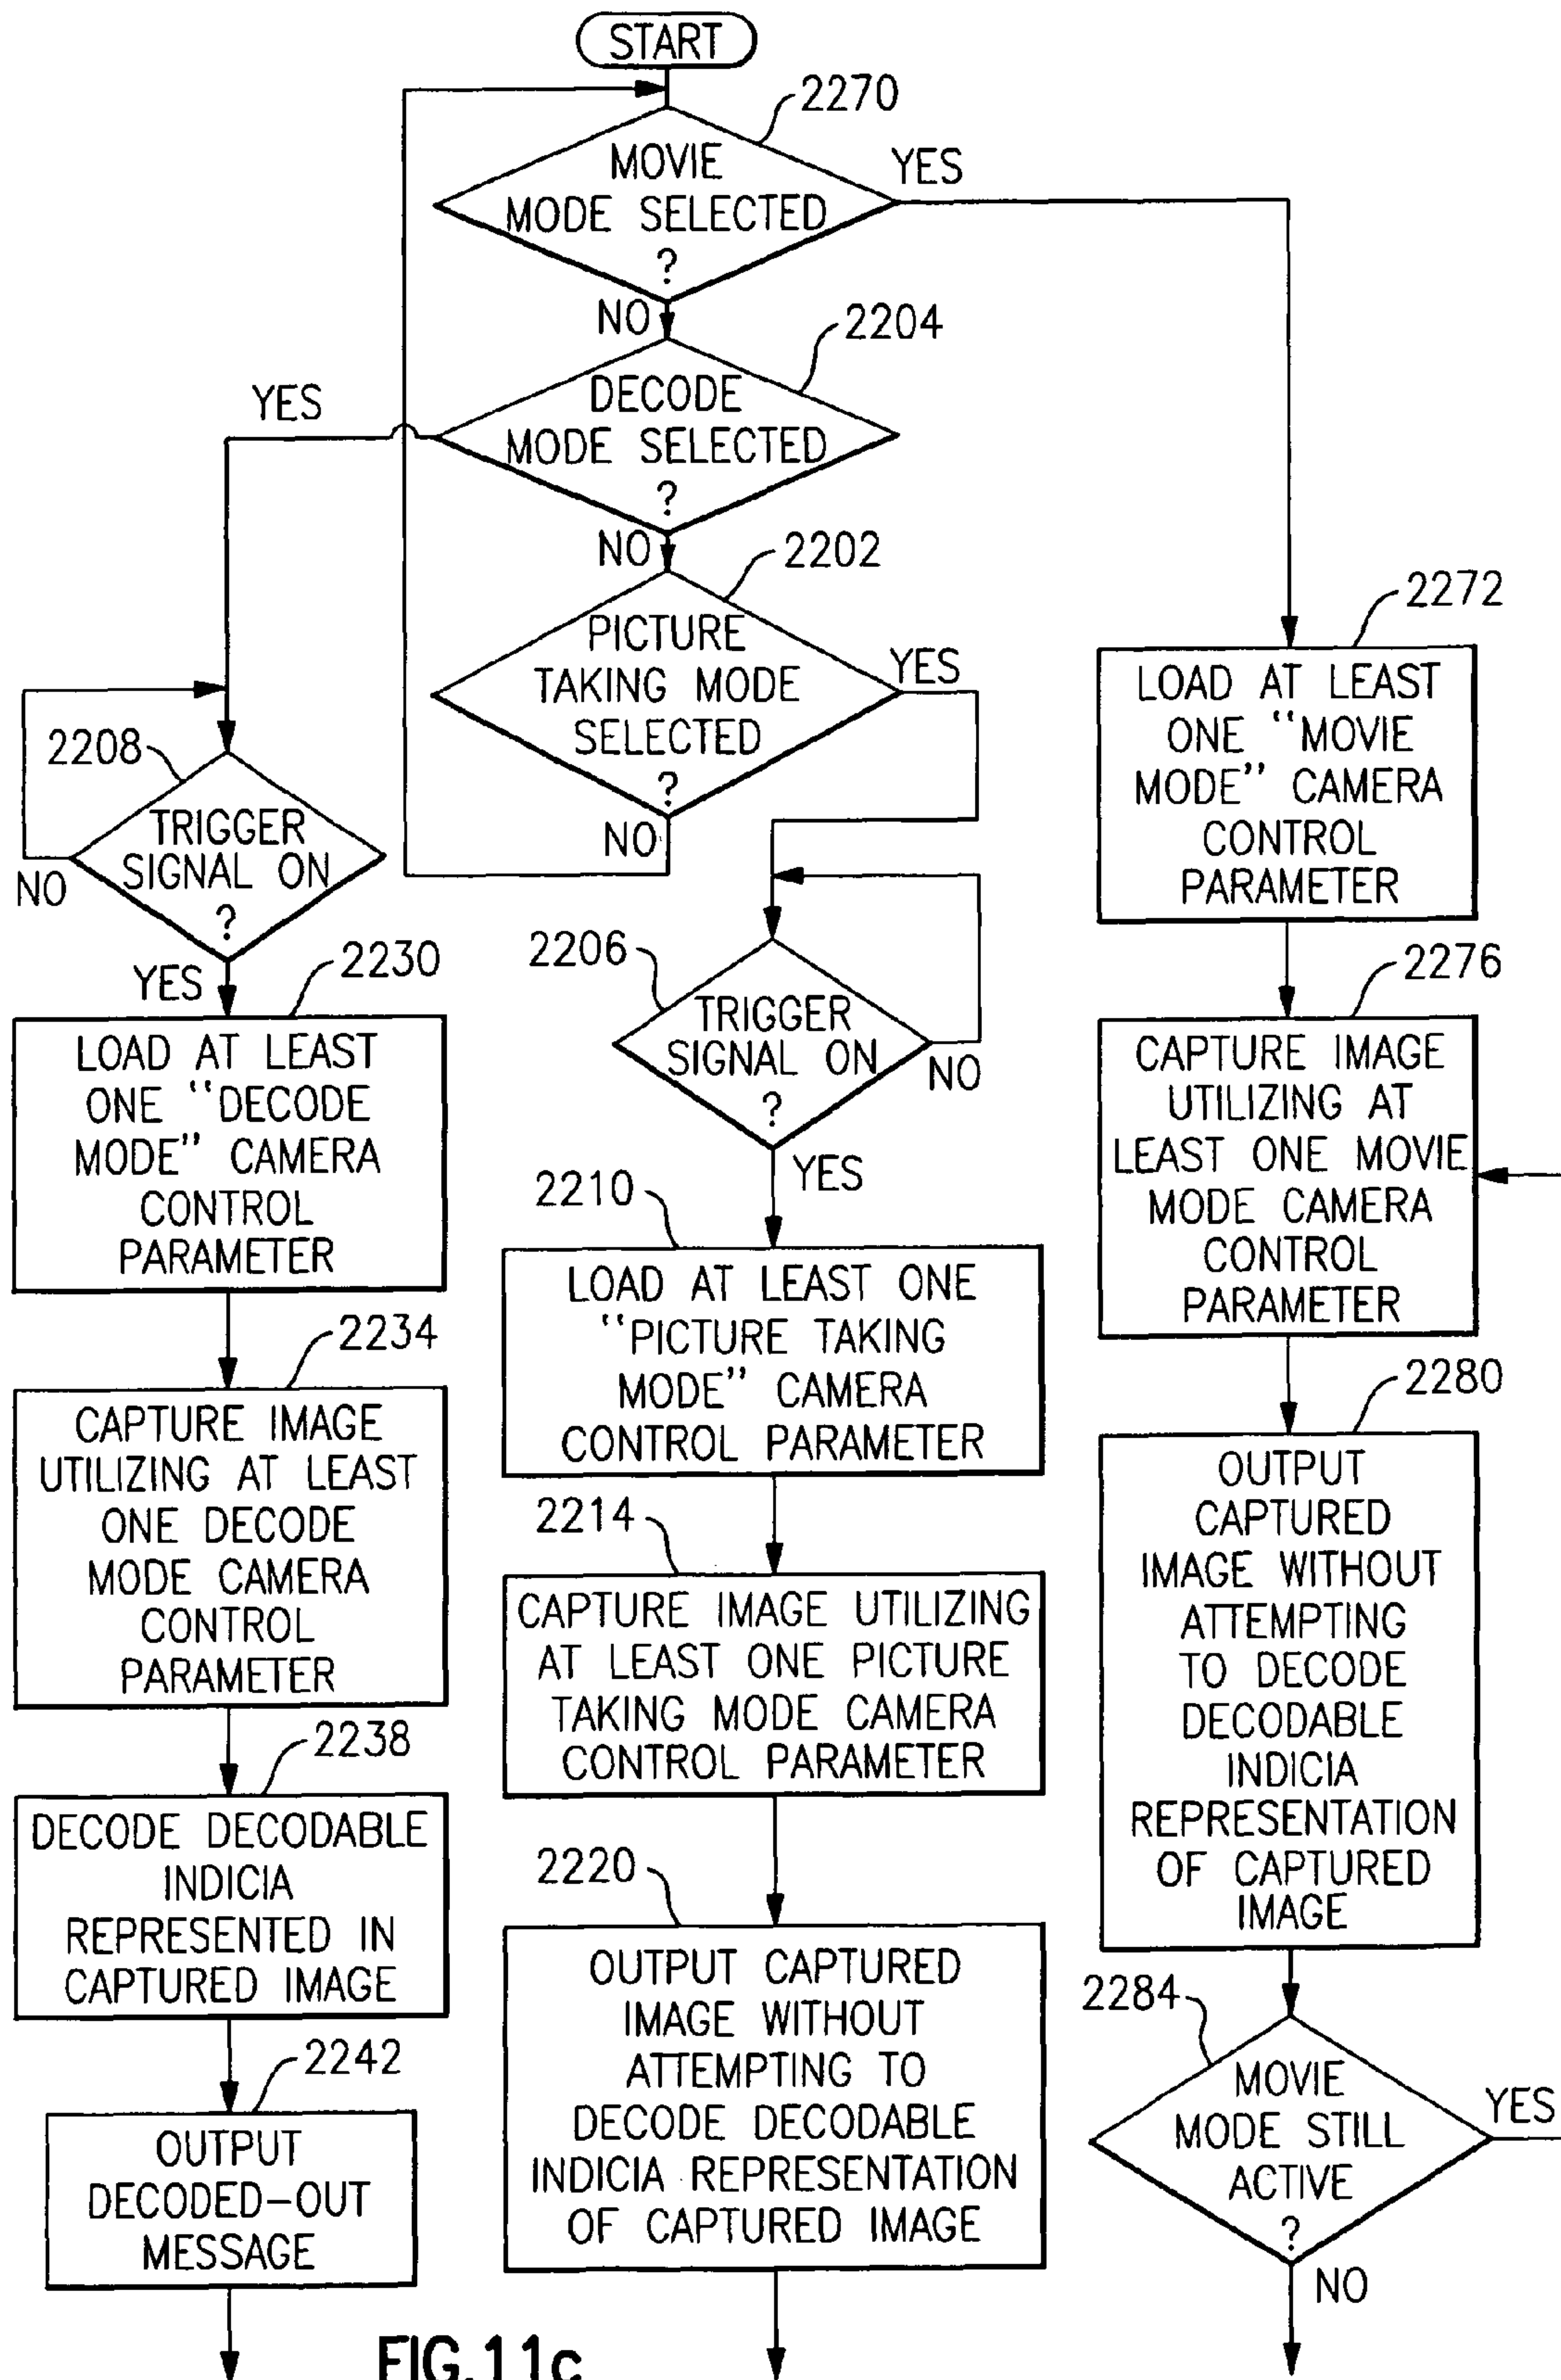 START
2270
MOVIE
MODE SELECTED
?
YES
NO
2204
DECODE
MODE SELECTED
?
YES
NO
2202
PICTURE
TAKING MODE
SELECTED
?
YES
NO
2208
TRIGGER
SIGNAL ON
?
NO
YES
2230
LOAD AT LEAST
ONE "DECODE
MODE" CAMERA
CONTROL
PARAMETER
2234
CAPTURE IMAGE
UTILIZING AT LEAST
ONE DECODE
MODE CAMERA
CONTROL
PARAMETER
2238
DECODE DECODABLE
INDICIA
REPRESENTED IN
CAPTURED IMAGE
2242
OUTPUT
DECODED-OUT
MESSAGE
2206
TRIGGER
SIGNAL ON
?
NO
YES
2210
LOAD AT LEAST ONE
"PICTURE TAKING
MODE" CAMERA
CONTROL PARAMETER
2214
CAPTURE IMAGE UTILIZING
AT LEAST ONE PICTURE
TAKING MODE CAMERA
CONTROL PARAMETER
2220
OUTPUT CAPTURED
IMAGE WITHOUT
ATTEMPTING TO
DECODE DECODABLE
INDICIA REPRESENTATION
OF CAPTURED IMAGE
2272
LOAD AT LEAST
ONE "MOVIE
MODE" CAMERA
CONTROL
PARAMETER
2276
CAPTURE IMAGE
UTILIZING AT
LEAST ONE MOVIE
MODE CAMERA
CONTROL
PARAMETER
2280
OUTPUT
CAPTURED
IMAGE WITHOUT
ATTEMPTING
TO DECODE
DECODABLE
INDICIA
REPRESENTATION
OF CAPTURED
IMAGE
2284
MOVIE
MODE STILL
ACTIVE
?
YES
NO
FIG.11c